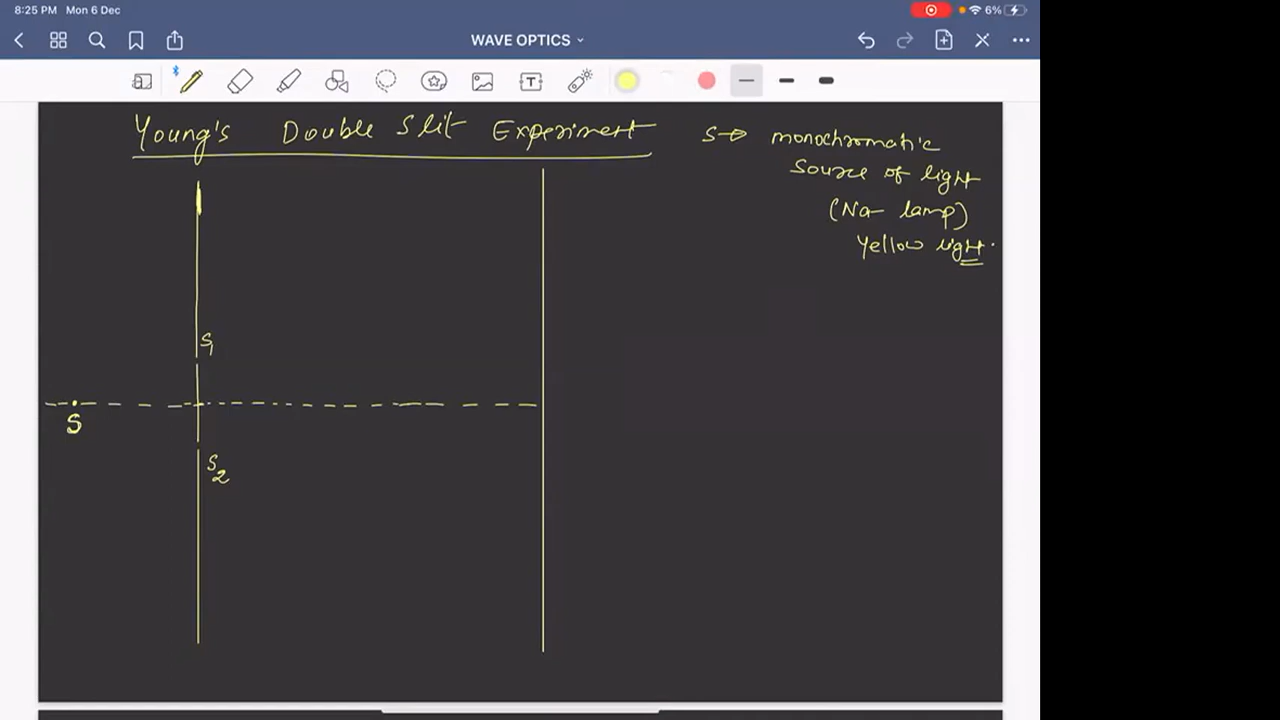 8:25 PM Mon 6 Dec
6%
WAVE OPTICS
T
Young's Double Slit Experiment
S→ monochromatic
Source of light
(Na lamp)
Yellow light.
S1
S
S2